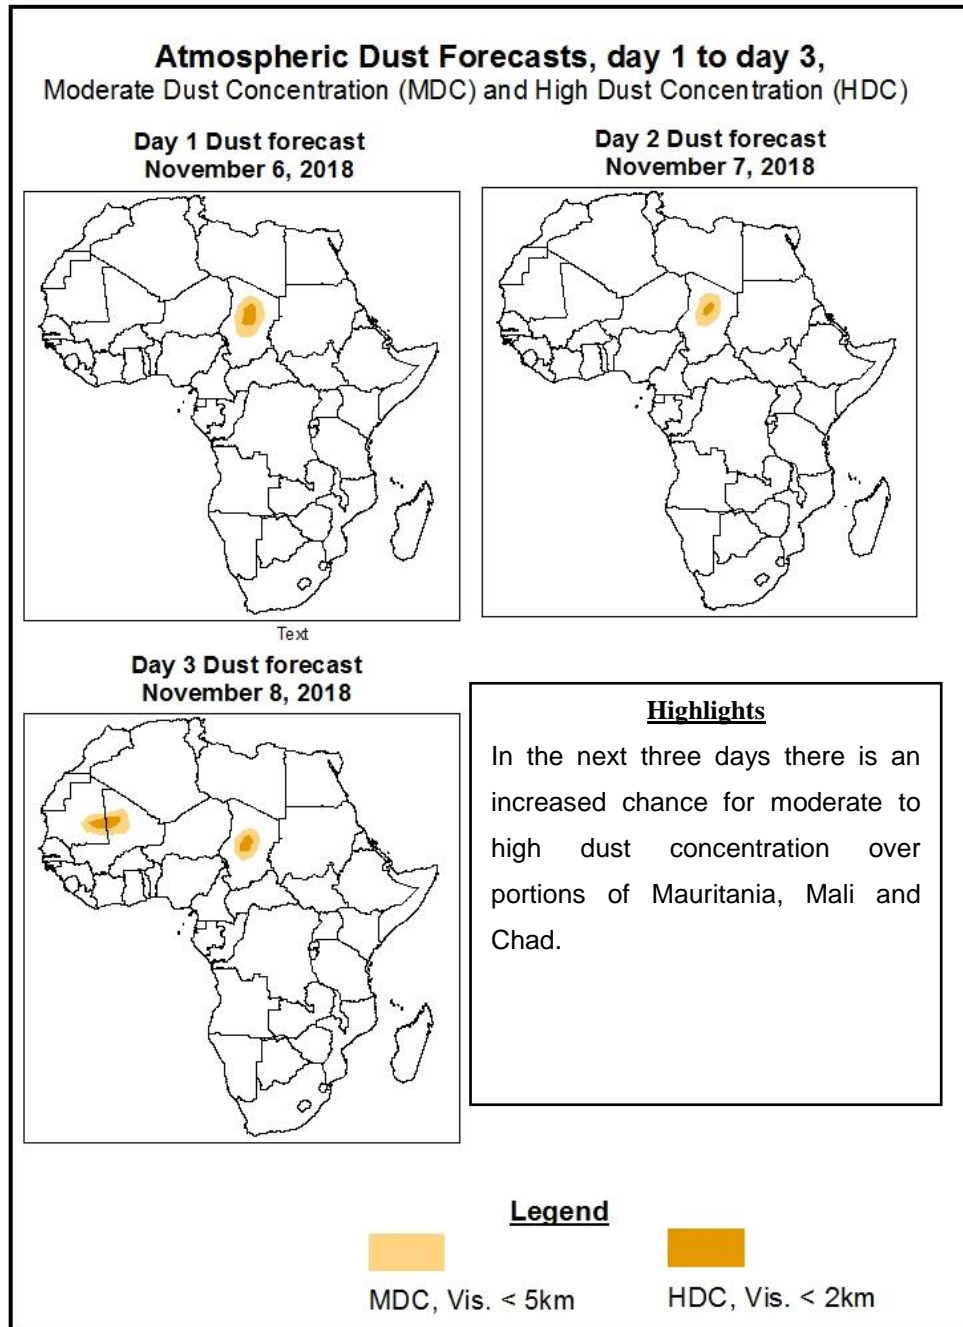 Atmospheric Dust Forecasts, day 1 to day 3,
Moderate Dust Concentration (MDC) and High Dust Concentration (HDC)
Day 1 Dust forecast
November 6, 2018
Day 2 Dust forecast
November 7, 2018
Text
Day 3 Dust forecast
November 8, 2018
Highlights
In the next three days there is an
increased chance for moderate to
high dust concentration over
portions of Mauritania, Mali and
Chad.
Legend
MDC, Vis. < 5km
HDC, Vis. < 2km